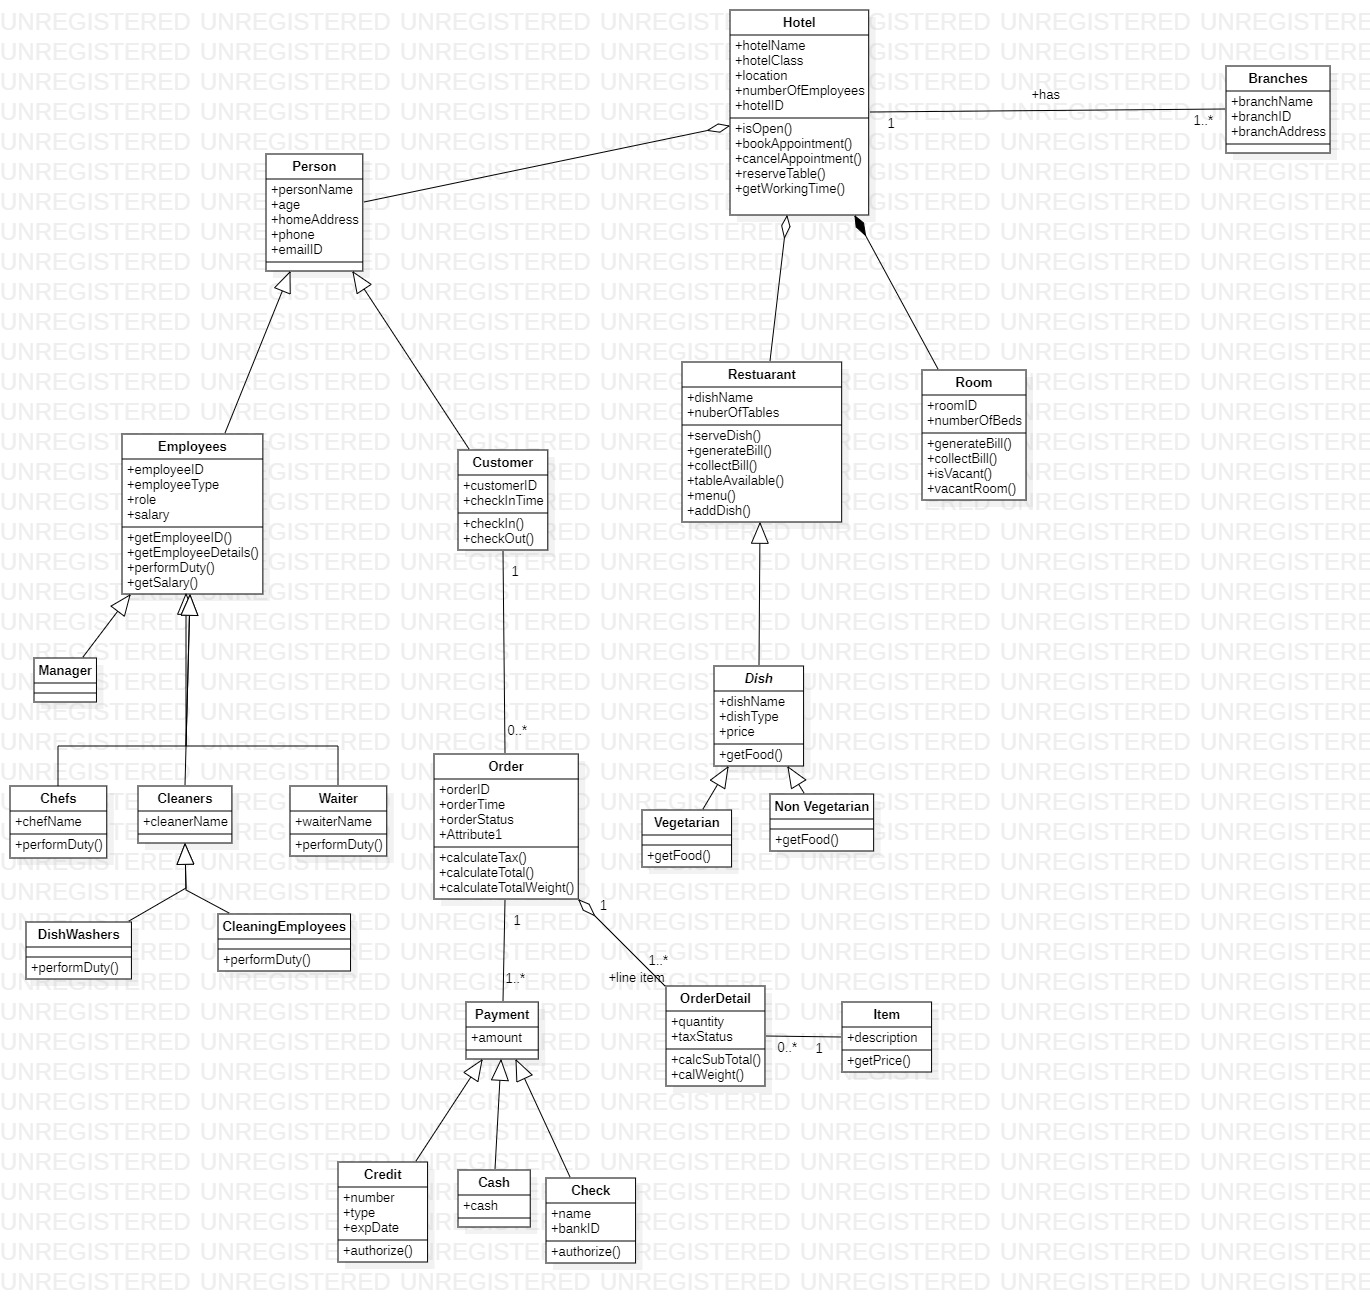 Hotel
+hotelName
+hotelClass
+location
+numberOfEmployees
+hotelID
+isOpen()
+bookAppointment()
+cancelAppointment()
+reserveTable()
+getWorkingTime()
+has
1
1..*
Branches
+branchName
+branchID
+branchAddress
Person
+personName
+age
+homeAddress
+phone
+emailID
Restuarant
+dishName
+nuberOfTables
+serveDish()
+generateBill()
+collectBill()
+tableAvailable()
+menu()
+addDish()
Room
+roomID
+numberOfBeds
+generateBill()
+collectBill()
+isVacant()
+vacantRoom()
Employees
+employeeID
+employeeType
+role
+salary
+getEmployeeID()
+getEmployeeDetails()
+performDuty()
+getSalary()
Customer
+customerID
+checkInTime
+checkIn()
+checkOut()
1
0..*
Manager
Dish
+dishName
+dishType
+price
+getFood()
Chefs
+chefName
+performDuty()
Cleaners
+cleanerName
Waiter
+waiterName
+performDuty()
Order
+orderID
+orderTime
+orderStatus
+Attribute1
+calculateTax()
+calculateTotal()
+calculateTotalWeight()
Vegetarian
+getFood()
Non Vegetarian
+getFood()
DishWashers
+performDuty()
CleaningEmployees
+performDuty()
1
1..*
1
1..*
+line item
Payment
+amount
OrderDetail
+quantity
+taxStatus
+calcSubTotal()
+calWeight()
0..*
1
Item
+description
+getPrice()
Credit
+number
+type
+expDate
+authorize()
Cash
+cash
Check
+name
+bankID
+authorize()
UNREGISTERED